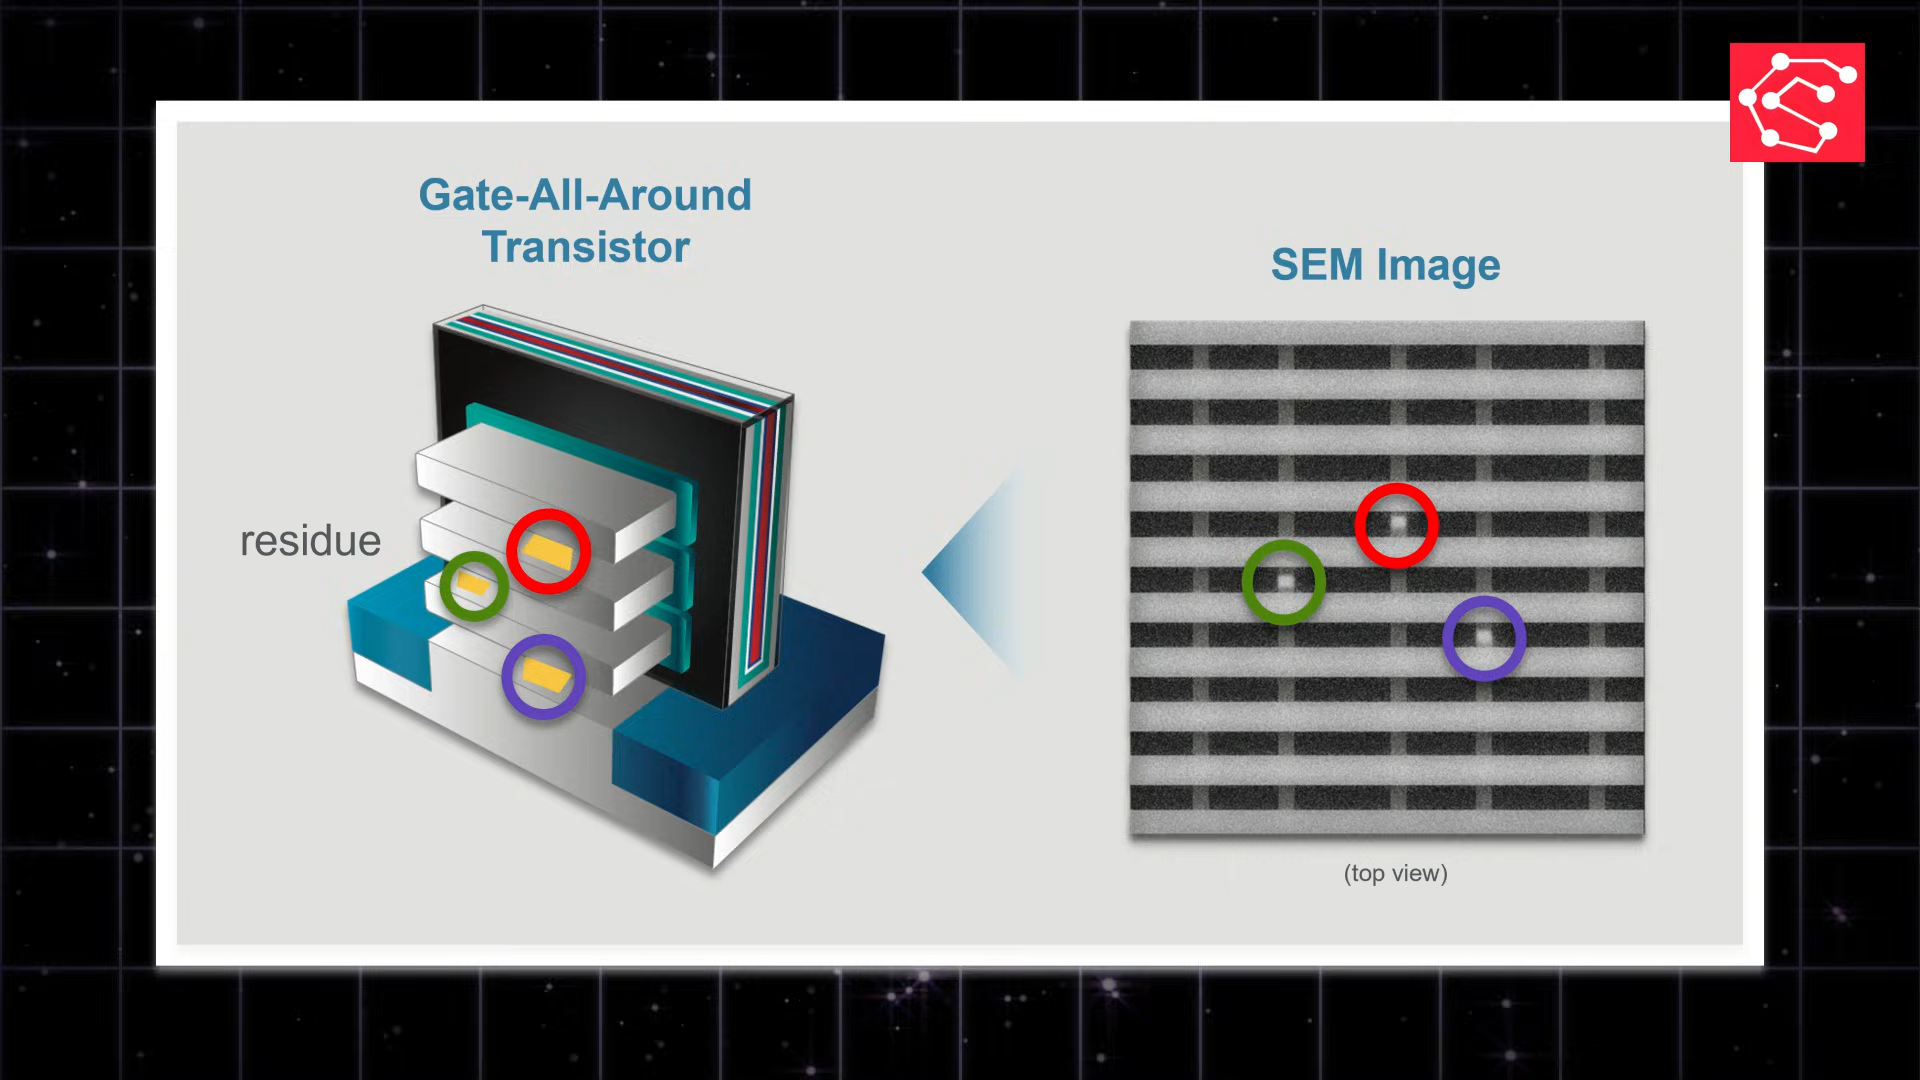 Gate-All-Around
Transistor
SEM Image
residue
(top view)